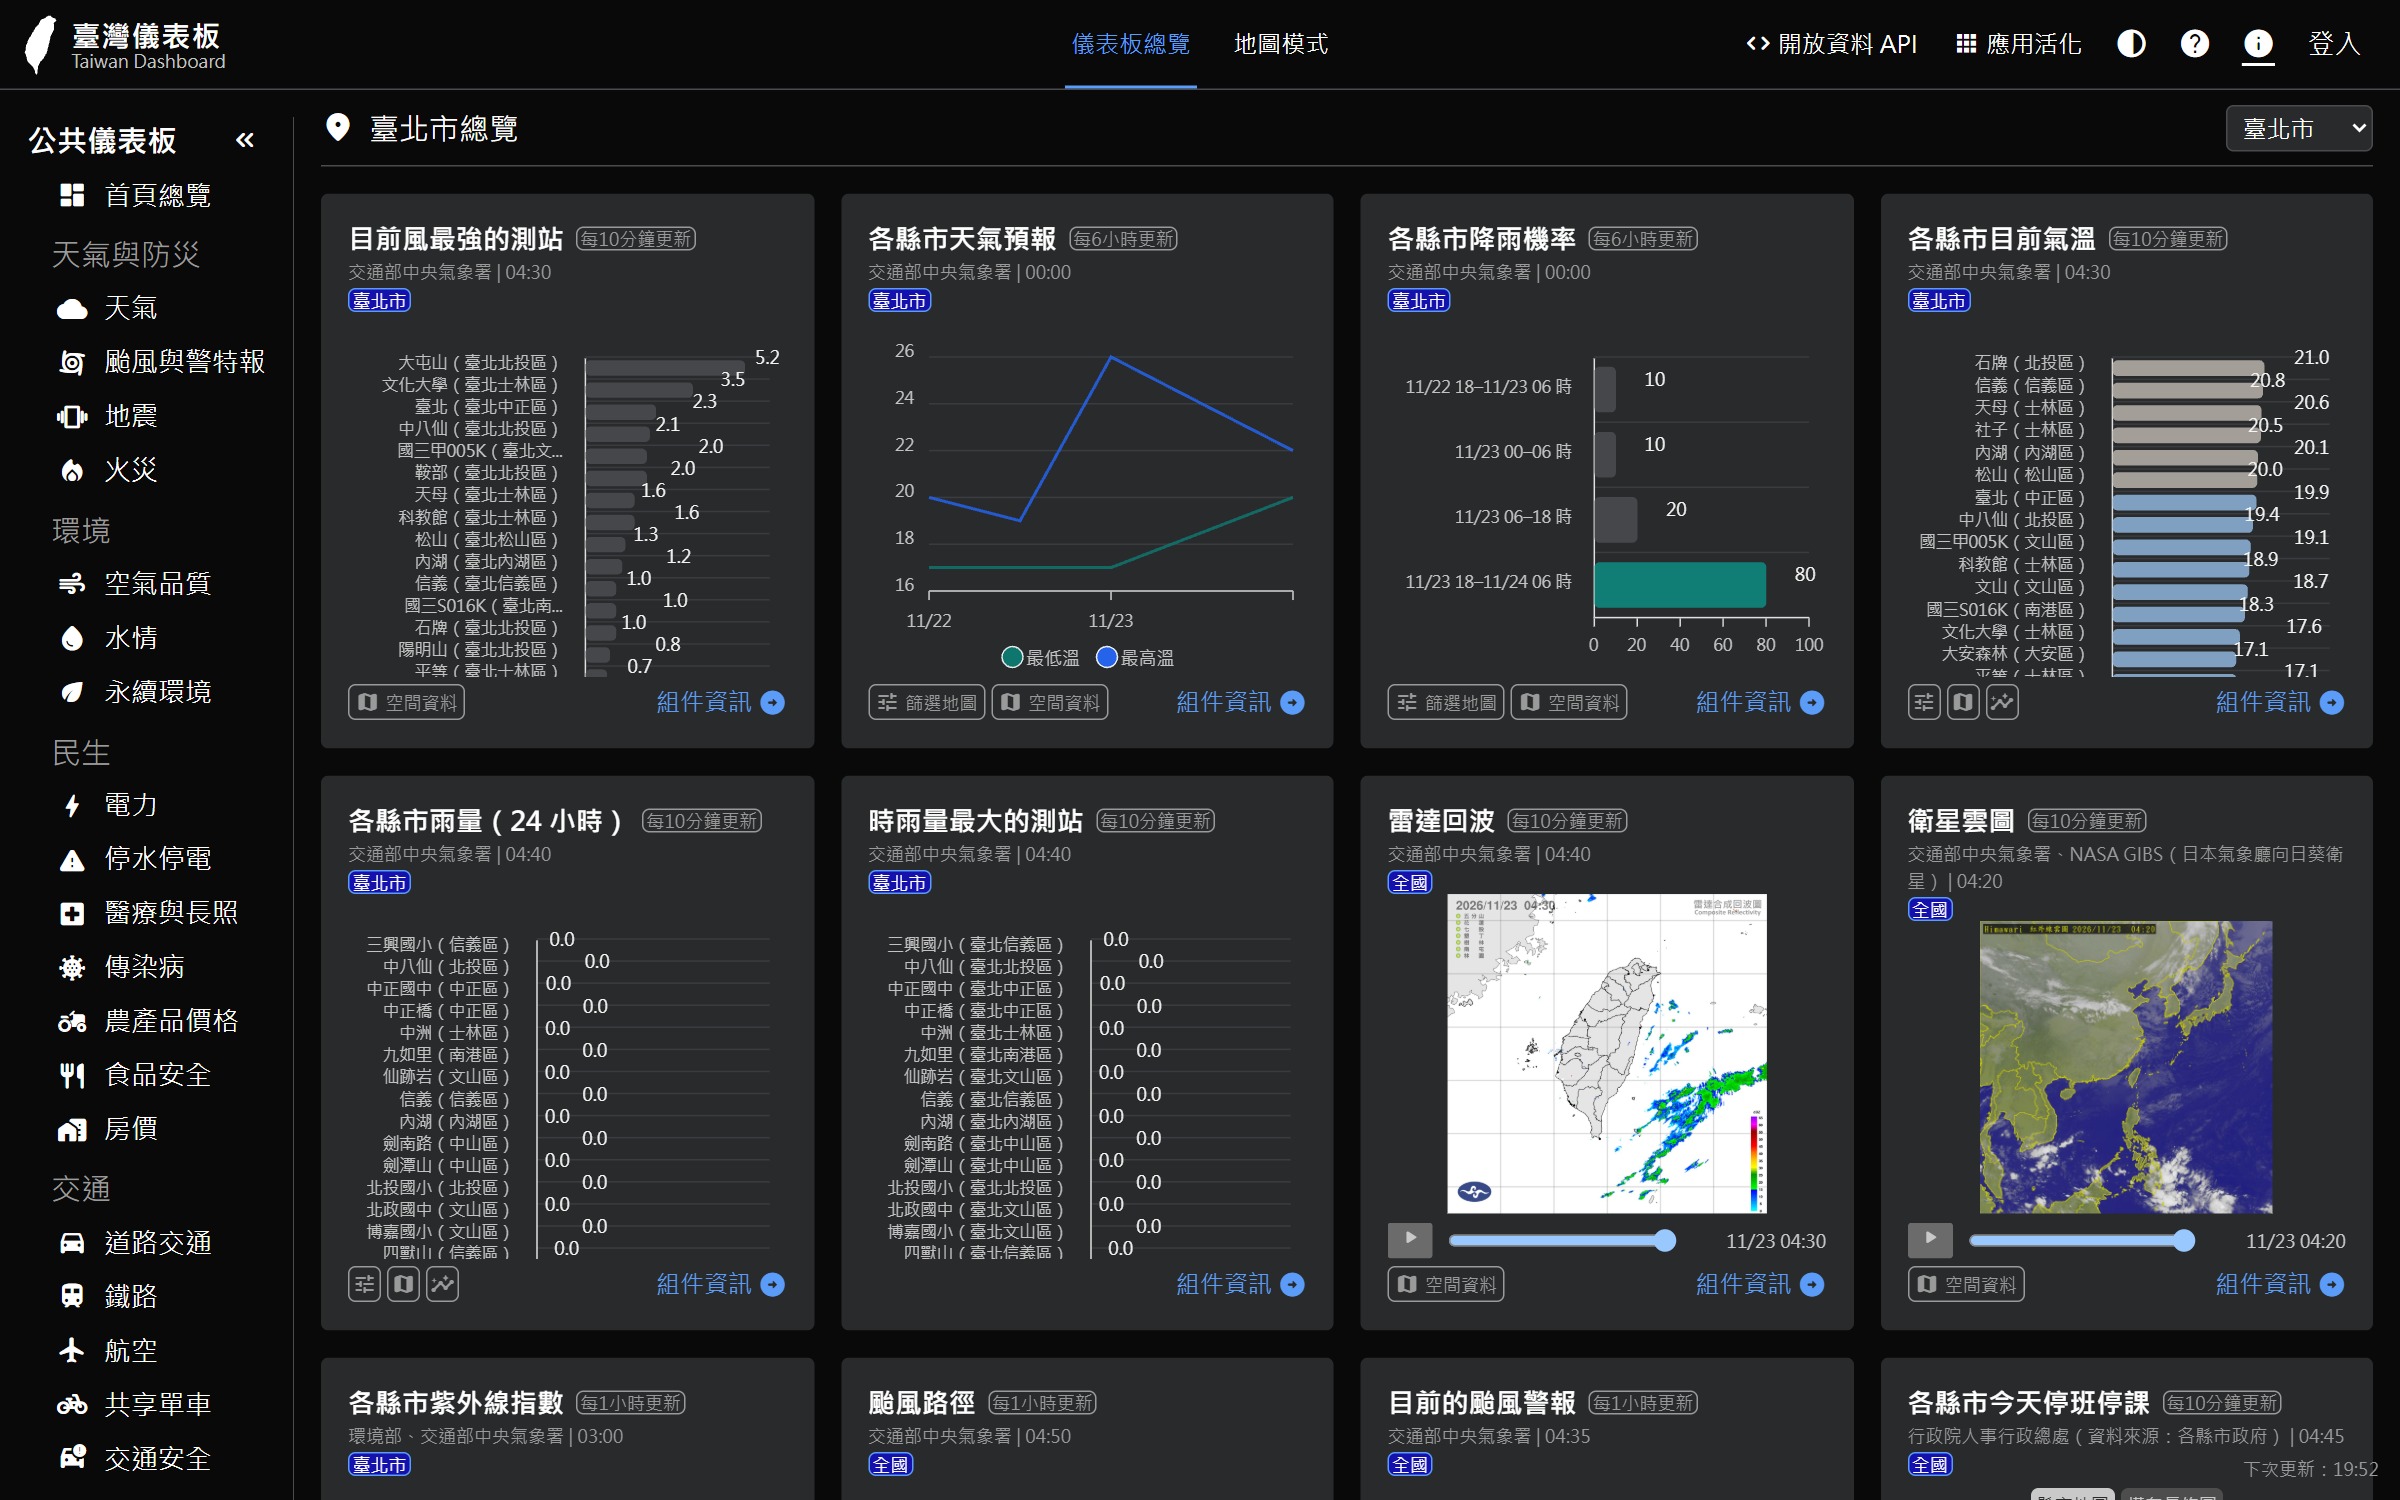 臺灣儀表板
Taiwan Dashboard
儀表板總覽
地圖模式
開放資料 API
應用活化
登入
公共儀表板
首頁總覽
天氣與防災
天氣
颱風與警特報
地震
火災
環境
空氣品質
水情
永續環境
民生
電力
停水停電
醫療與長照
傳染病
農產品價格
食品安全
房價
交通
道路交通
鐵路
航空
共享單車
交通安全
臺北市總覽
臺北市
目前風最強的測站 每10分鐘更新
交通部中央氣象署 | 04:30
臺北市
大屯山（臺北北投區） 5.2
文化大學（臺北士林區） 3.5
臺北（臺北中正區） 2.3
中八仙（臺北北投區） 2.1
國三甲005K（臺北文... 2.0
鞍部（臺北北投區） 2.0
天母（臺北士林區） 1.6
科教館（臺北士林區） 1.6
松山（臺北松山區） 1.3
內湖（臺北內湖區） 1.2
信義（臺北信義區） 1.0
國三S016K（臺北南... 1.0
石牌（臺北北投區） 1.0
陽明山（臺北北投區） 0.8
平等（臺北士林區） 0.7
空間資料
組件資訊
各縣市天氣預報 每6小時更新
交通部中央氣象署 | 00:00
臺北市
26
24
22
20
18
16
11/22
11/23
最低溫
最高溫
篩選地圖
空間資料
組件資訊
各縣市降雨機率 每6小時更新
交通部中央氣象署 | 00:00
臺北市
11/22 18–11/23 06 時 10
11/23 00–06 時 10
11/23 06–18 時 20
11/23 18–11/24 06 時 80
0 20 40 60 80 100
篩選地圖
空間資料
組件資訊
各縣市目前氣溫 每10分鐘更新
交通部中央氣象署 | 04:30
臺北市
石牌（北投區） 21.0
信義（信義區） 20.8
天母（士林區） 20.6
社子（士林區） 20.5
內湖（內湖區） 20.1
松山（松山區） 20.0
臺北（中正區） 19.9
中八仙（北投區） 19.4
國三甲005K（文山區） 19.1
科教館（士林區） 18.9
文山（文山區） 18.7
國三S016K（南港區） 18.3
文化大學（士林區） 17.6
大安森林（大安區） 17.1
平等（士林區） 17.1
組件資訊
各縣市雨量（24 小時） 每10分鐘更新
交通部中央氣象署 | 04:40
臺北市
三興國小（信義區） 0.0
中八仙（北投區） 0.0
中正國中（中正區） 0.0
中正橋（中正區） 0.0
中洲（士林區） 0.0
九如里（南港區） 0.0
仙跡岩（文山區） 0.0
信義（信義區） 0.0
內湖（內湖區） 0.0
劍南路（中山區） 0.0
劍潭山（中山區） 0.0
北投國小（北投區） 0.0
北政國中（文山區） 0.0
博嘉國小（文山區） 0.0
四獸山（信義區） 0.0
組件資訊
時雨量最大的測站 每10分鐘更新
交通部中央氣象署 | 04:40
臺北市
三興國小（臺北信義區） 0.0
中八仙（臺北北投區） 0.0
中正國中（臺北中正區） 0.0
中正橋（臺北中正區） 0.0
中洲（臺北士林區） 0.0
九如里（臺北南港區） 0.0
仙跡岩（臺北文山區） 0.0
信義（臺北信義區） 0.0
內湖（臺北內湖區） 0.0
劍南路（臺北中山區） 0.0
劍潭山（臺北中山區） 0.0
北投國小（臺北北投區） 0.0
北政國中（臺北文山區） 0.0
博嘉國小（臺北文山區） 0.0
四獸山（臺北信義區） 0.0
組件資訊
雷達回波 每10分鐘更新
交通部中央氣象署 | 04:40
全國
2026/11/23 04:30
雷達合成回波圖
Composite Reflectivity
11/23 04:30
空間資料
組件資訊
衛星雲圖 每10分鐘更新
交通部中央氣象署、NASA GIBS（日本氣象廳向日葵衛
星） | 04:20
全國
Himawari 紅外線雲圖 2026/11/23 04:20
11/23 04:20
空間資料
組件資訊
各縣市紫外線指數 每1小時更新
環境部、交通部中央氣象署 | 03:00
臺北市
颱風路徑 每1小時更新
交通部中央氣象署 | 04:50
全國
目前的颱風警報 每1小時更新
交通部中央氣象署 | 04:35
全國
各縣市今天停班停課 每10分鐘更新
行政院人事行政總處（資料來源：各縣市政府） | 04:45
全國
下次更新：19:52